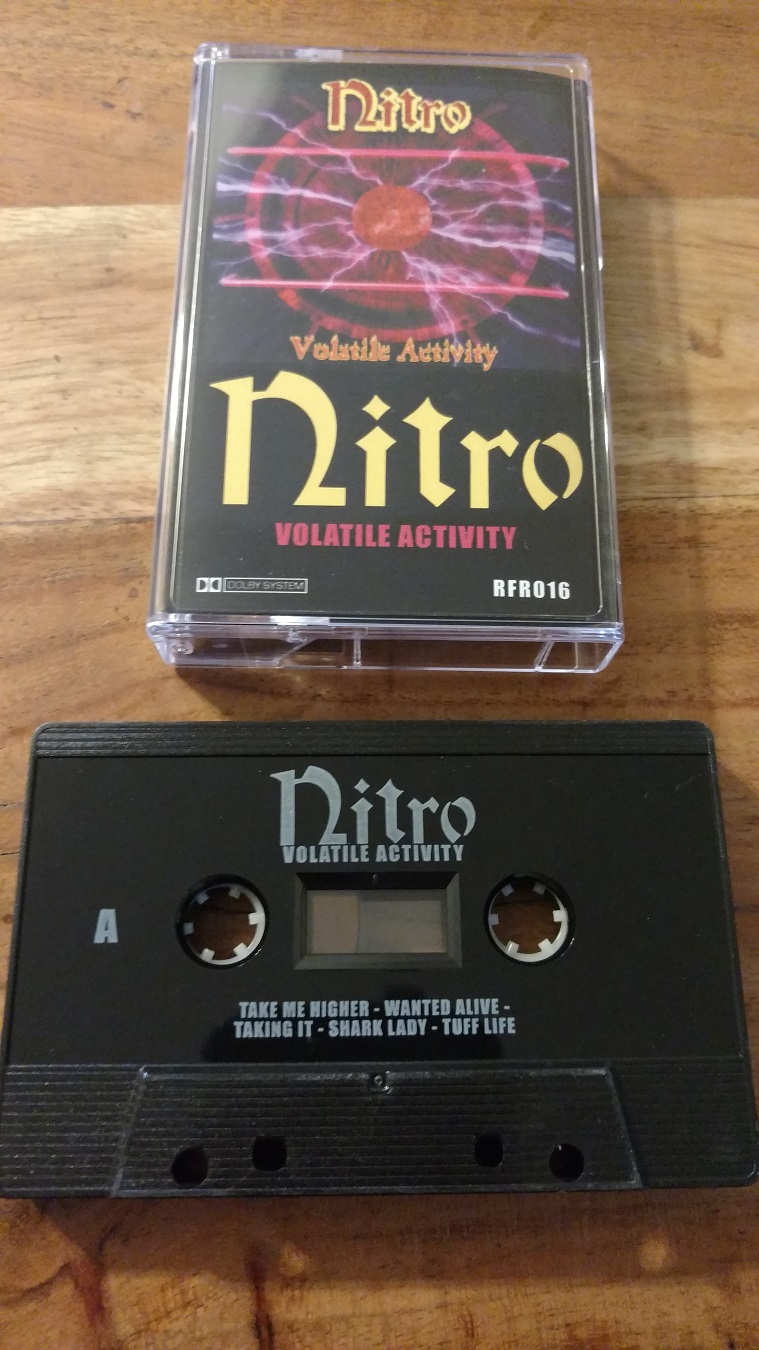 Nitro
Volatile Activity
Nitro
VOLATILE ACTIVITY
DOLBY SYSTEM
RFR016
Nitro
VOLATILE ACTIVITY
A
TAKE ME HIGHER - WANTED ALIVE -
TAKING IT - SHARK LADY - TUFF LIFE